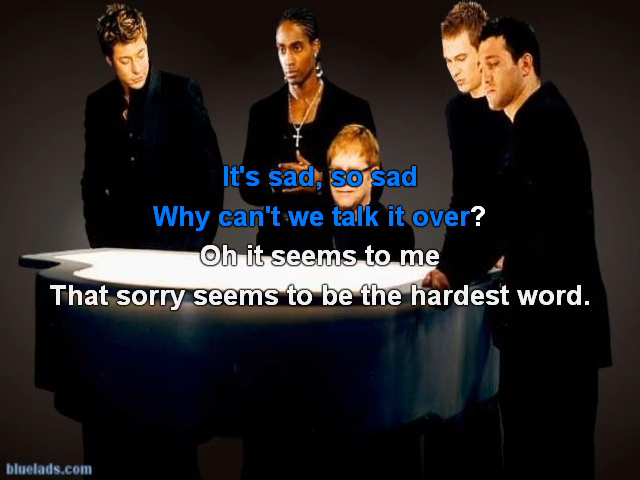 It's sad, so sad
Why can't we talk it over?
Oh it seems to me
That sorry seems to be the hardest word.
bluelads.com